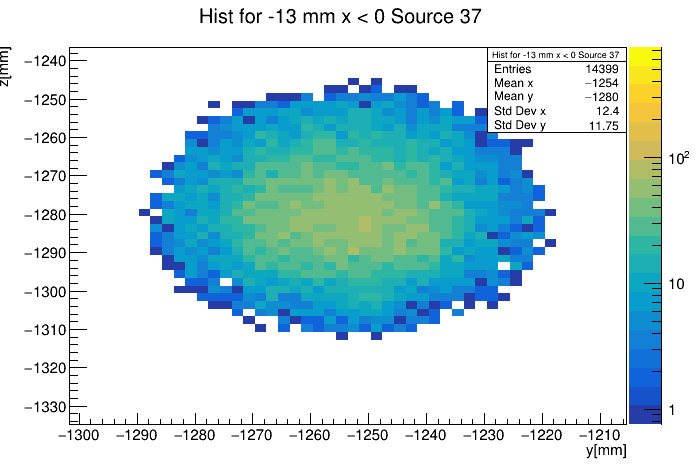 Hist for -13 mm x < 0 Source 37
z[mm]
Hist for -13 mm x < 0 Source 37
Entries 14399
Mean x −1254
Mean y −1280
Std Dev x 12.4
Std Dev y 11.75
−1240
−1250
−1260
−1270
−1280
−1290
−1300
−1310
−1320
−1330
10²
10
1
−1300 −1290 −1280 −1270 −1260 −1250 −1240 −1230 −1220 −1210
y[mm]